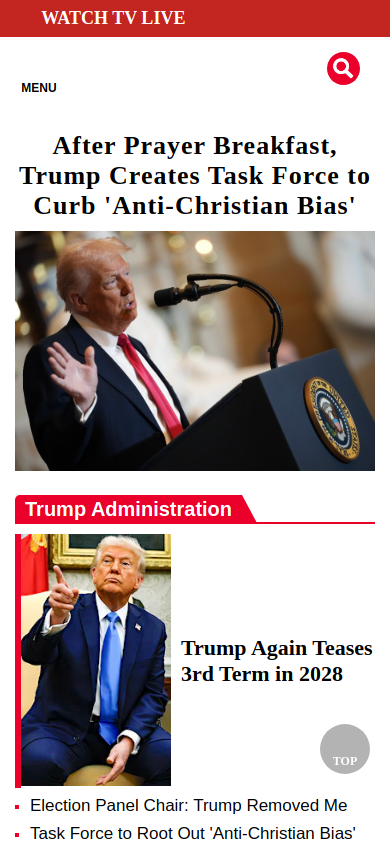 WATCH TV LIVE
MENU
After Prayer Breakfast,
Trump Creates Task Force to
Curb 'Anti-Christian Bias'
Trump Administration
Trump Again Teases
3rd Term in 2028
TOP
Election Panel Chair: Trump Removed Me
Task Force to Root Out 'Anti-Christian Bias'